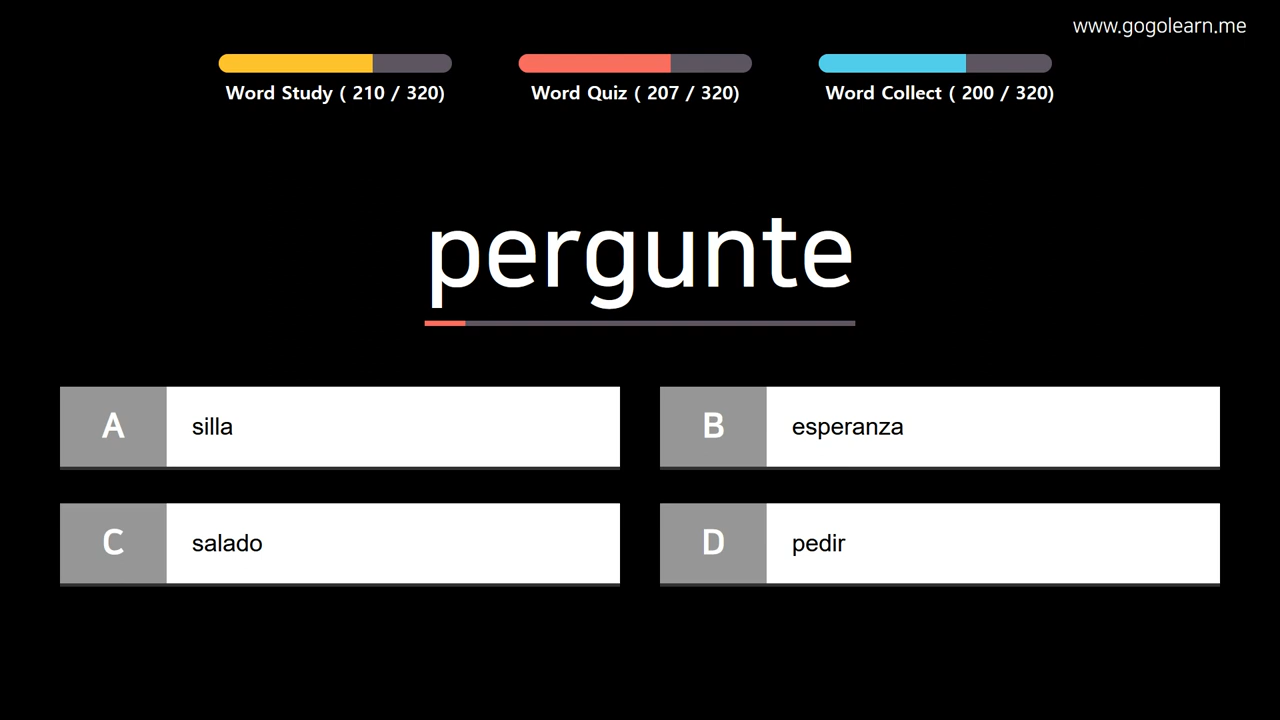 www.gogolearn.me
Word Study ( 210 / 320)
Word Quiz ( 207 / 320)
Word Collect ( 200 / 320)
pergunte
A silla
B esperanza
C salado
D pedir